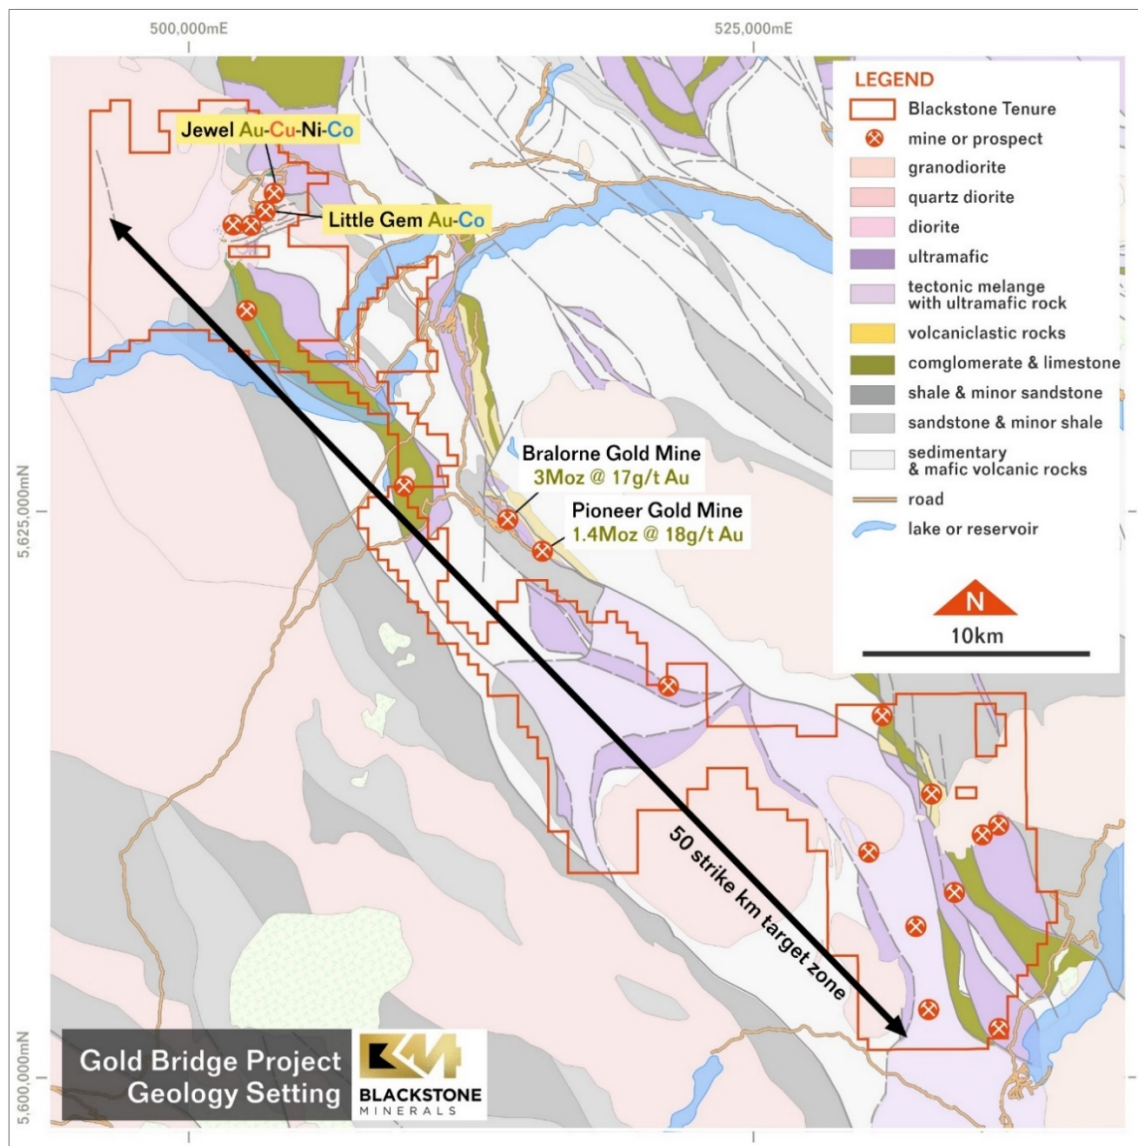 500,000mE
525,000mE
Jewel Au-Cu-Ni-Co
Little Gem Au-Co
Bralorne Gold Mine
3Moz @ 17g/t Au
Pioneer Gold Mine
1.4Moz @ 18g/t Au
50 strike km target zone
5,625,000mN
5,600,000mN
LEGEND
Blackstone Tenure
mine or prospect
granodiorite
quartz diorite
diorite
ultramafic
tectonic melange
with ultramafic rock
volcaniclastic rocks
comglomerate & limestone
shale & minor sandstone
sandstone & minor shale
sedimentary
& mafic volcanic rocks
road
lake or reservoir
N
10km
Gold Bridge Project
Geology Setting
BLACKSTONE
MINERALS